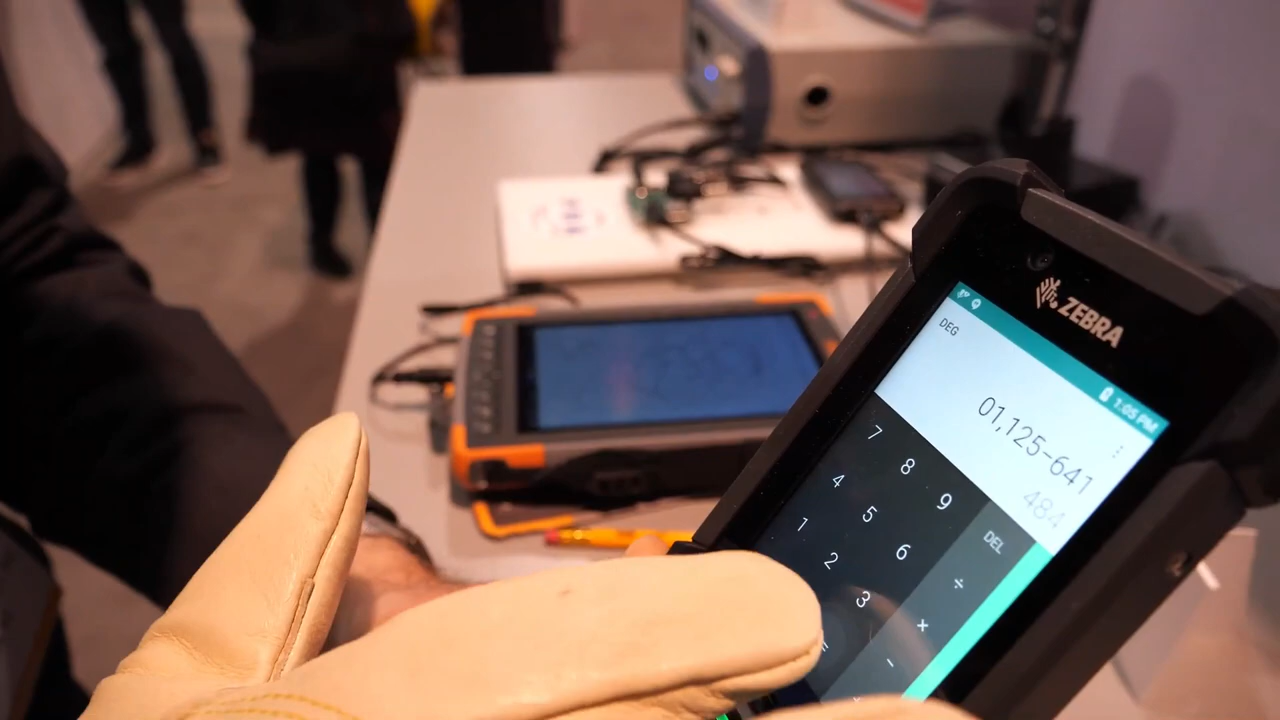 ZEBRA
1:05 PM
DEG
01,125-641
484
7 8 9 DEL
4 5 6 ÷
1 2 3 ×
= −